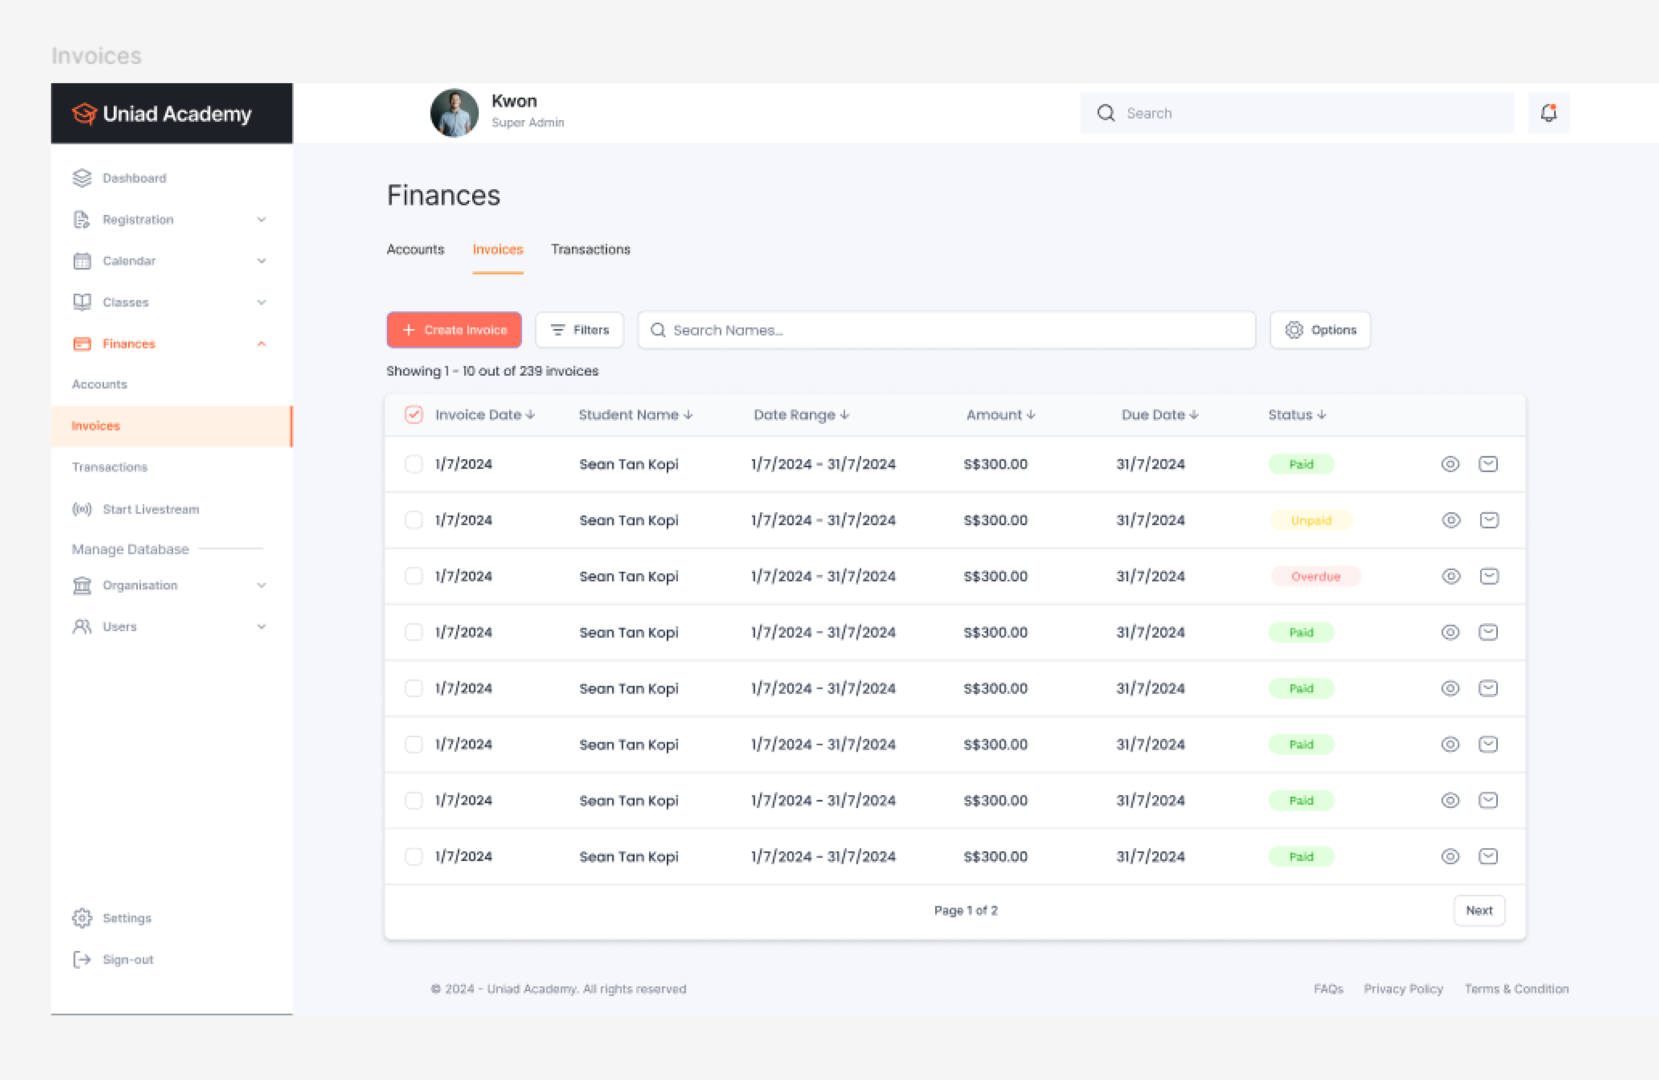 Invoices
Uniad Academy
Kwon
Super Admin
Search
Dashboard
Registration
Calendar
Classes
Finances
Accounts
Invoices
Transactions
Start Livestream
Manage Database
Organisation
Users
Settings
Sign-out
Finances
Accounts Invoices Transactions
Create Invoice Filters Search Names... Options
Showing 1 - 10 out of 239 invoices
Invoice Date Student Name Date Range Amount Due Date Status
1/7/2024 Sean Tan Kopi 1/7/2024 - 31/7/2024 S$300.00 31/7/2024 Paid
1/7/2024 Sean Tan Kopi 1/7/2024 - 31/7/2024 S$300.00 31/7/2024 Unpaid
1/7/2024 Sean Tan Kopi 1/7/2024 - 31/7/2024 S$300.00 31/7/2024 Overdue
1/7/2024 Sean Tan Kopi 1/7/2024 - 31/7/2024 S$300.00 31/7/2024 Paid
1/7/2024 Sean Tan Kopi 1/7/2024 - 31/7/2024 S$300.00 31/7/2024 Paid
1/7/2024 Sean Tan Kopi 1/7/2024 - 31/7/2024 S$300.00 31/7/2024 Paid
1/7/2024 Sean Tan Kopi 1/7/2024 - 31/7/2024 S$300.00 31/7/2024 Paid
1/7/2024 Sean Tan Kopi 1/7/2024 - 31/7/2024 S$300.00 31/7/2024 Paid
Page 1 of 2
Next
© 2024 - Uniad Academy. All rights reserved
FAQs Privacy Policy Terms & Condition